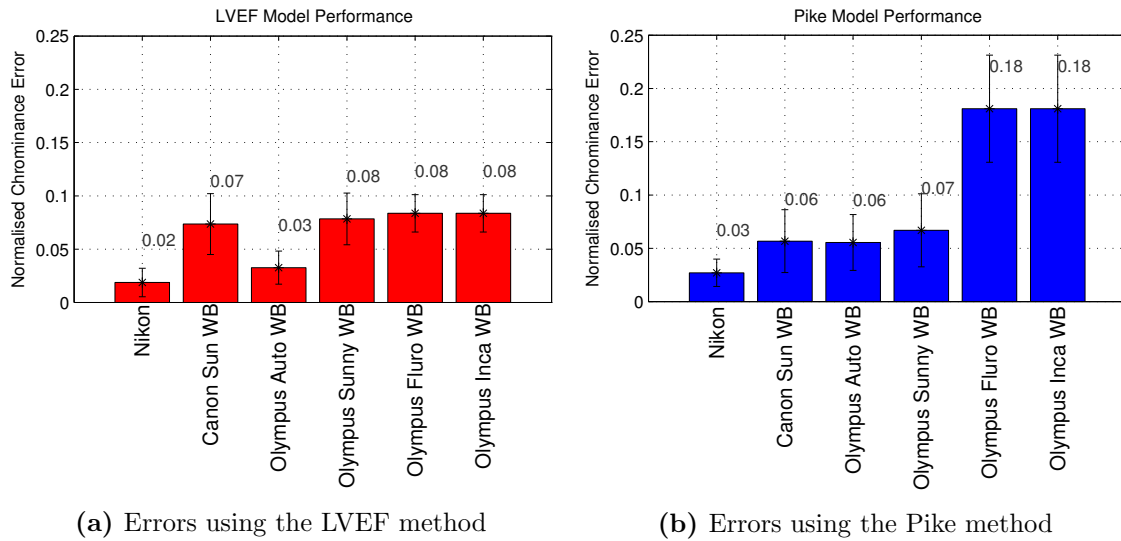 LVEF Model Performance
Normalised Chrominance Error
0.25
0.2
0.15
0.1
0.05
0
0.02
0.07
0.03
0.08
0.08
0.08
Nikon
Canon Sun WB
Olympus Auto WB
Olympus Sunny WB
Olympus Fluro WB
Olympus Inca WB
(a) Errors using the LVEF method
Pike Model Performance
Normalised Chrominance Error
0.25
0.2
0.15
0.1
0.05
0
0.03
0.06
0.06
0.07
0.18
0.18
Nikon
Canon Sun WB
Olympus Auto WB
Olympus Sunny WB
Olympus Fluro WB
Olympus Inca WB
(b) Errors using the Pike method